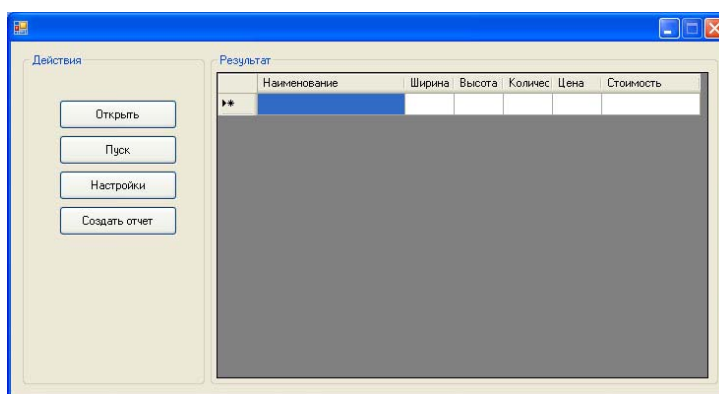 Действия
Открыть
Пуск
Настройки
Создать отчет
Результат
Наименование Ширина Высота Количес Цена Стоимость